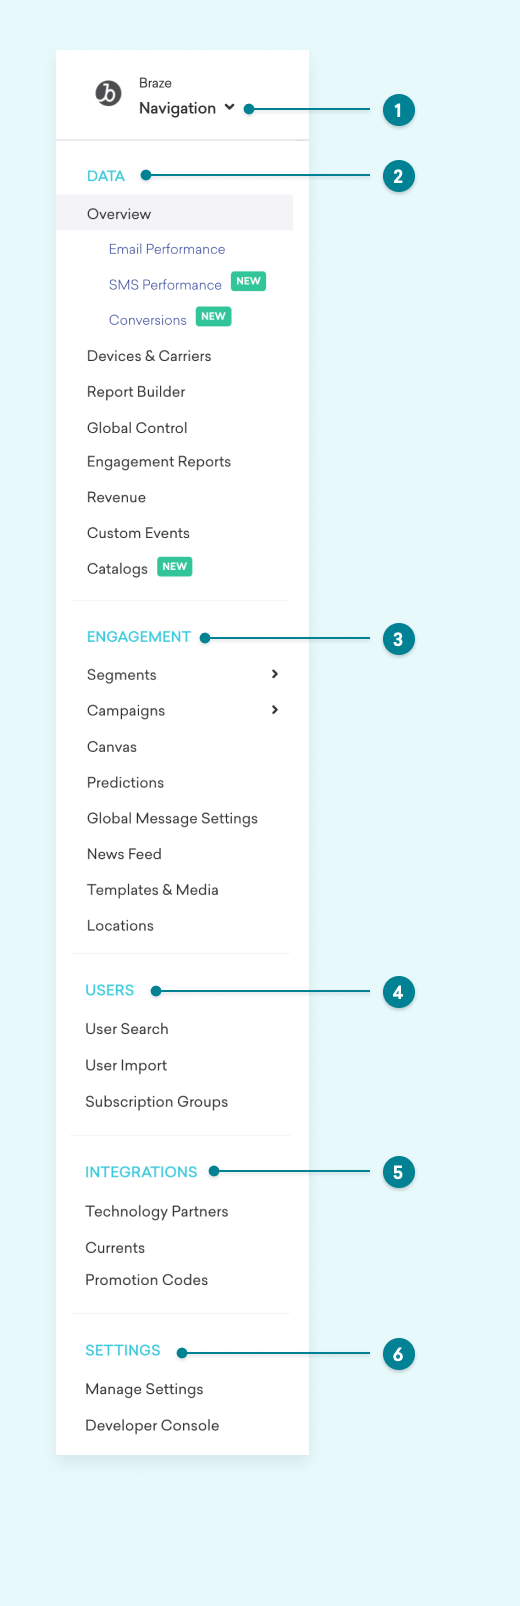 Braze
Navigation
1
DATA
2
Overview
Email Performance
SMS Performance NEW
Conversions NEW
Devices & Carriers
Report Builder
Global Control
Engagement Reports
Revenue
Custom Events
Catalogs NEW
ENGAGEMENT
3
Segments
Campaigns
Canvas
Predictions
Global Message Settings
News Feed
Templates & Media
Locations
USERS
4
User Search
User Import
Subscription Groups
INTEGRATIONS
5
Technology Partners
Currents
Promotion Codes
SETTINGS
6
Manage Settings
Developer Console